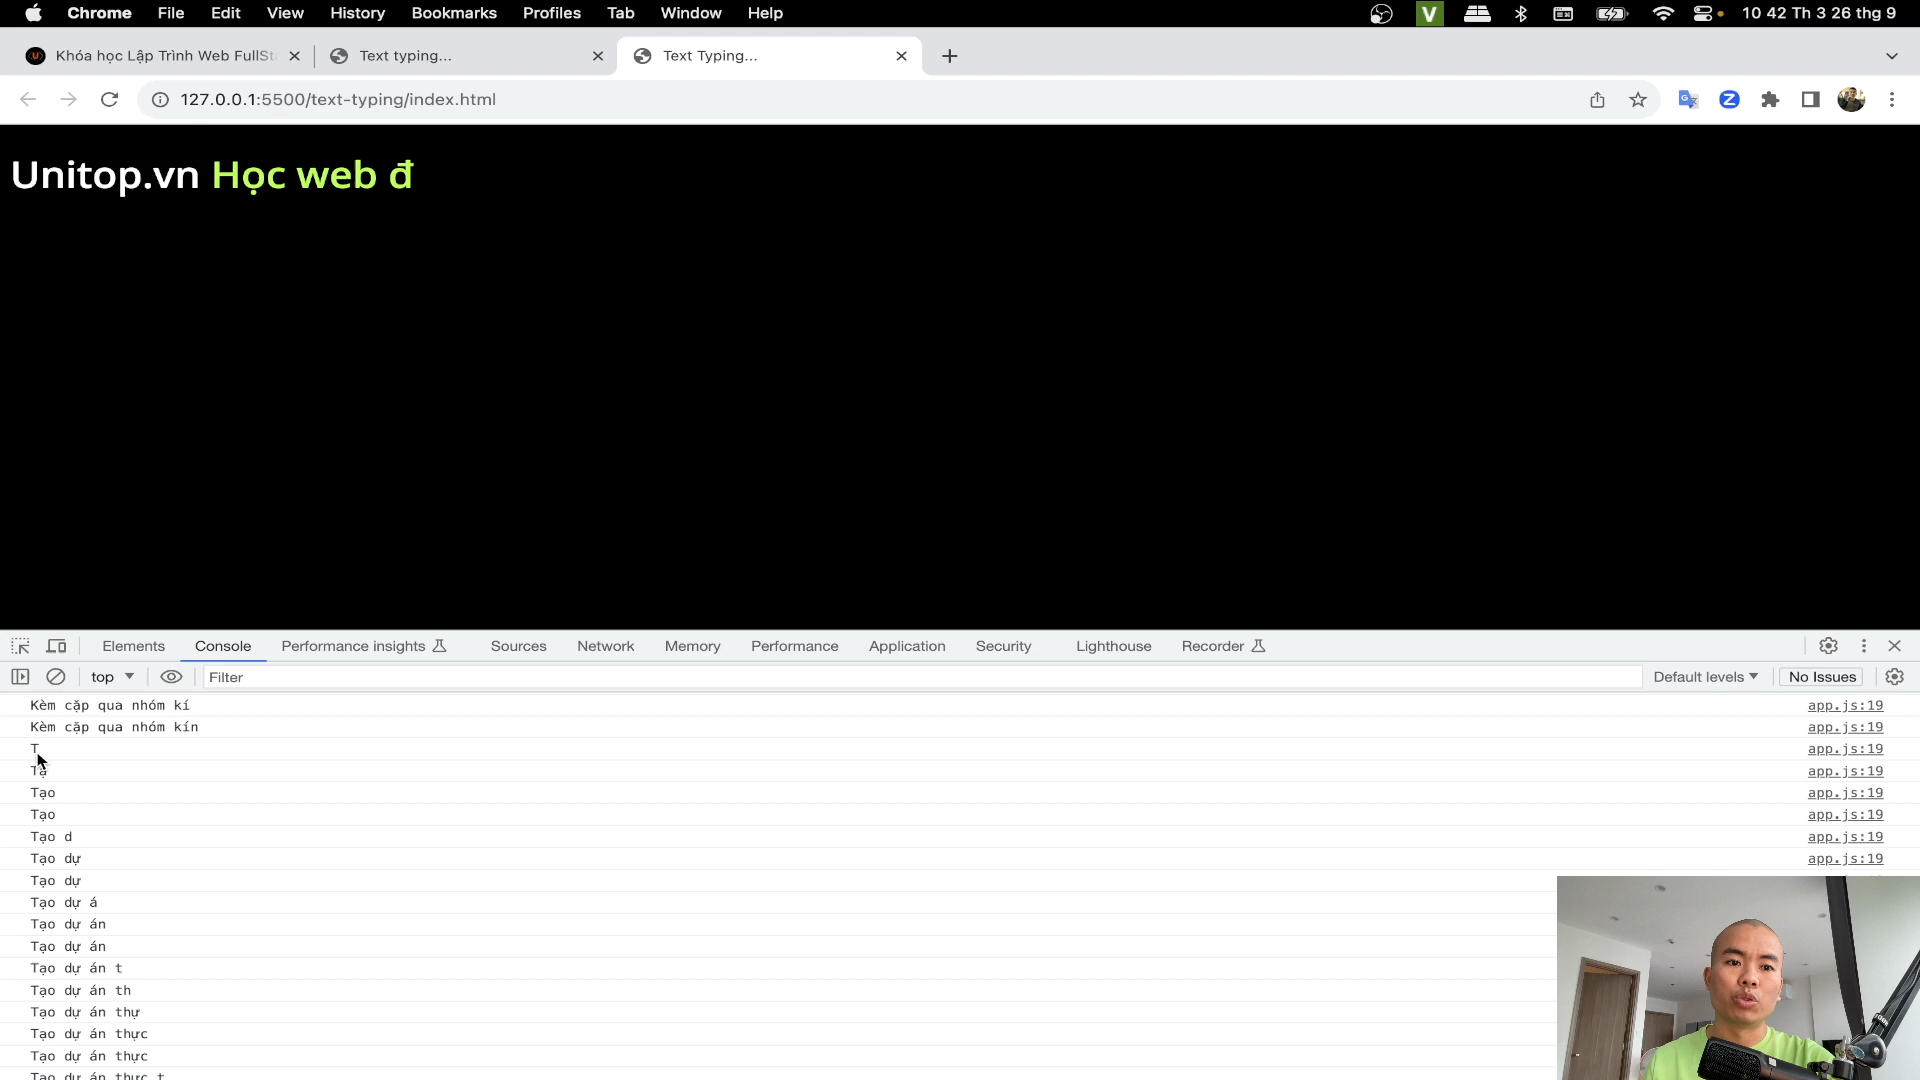 Chrome File Edit View History Bookmarks Profiles Tab Window Help V 10 42 Th 3 26 thg 9
Khóa học Lập Trình Web FullSt Text typing... Text Typing...
127.0.0.1:5500/text-typing/index.html
Unitop.vn Học web đ
Elements Console Performance insights Sources Network Memory Performance Application Security Lighthouse Recorder
top Filter Default levels No Issues
Kèm cặp qua nhóm kí app.js:19
Kèm cặp qua nhóm kín app.js:19
T app.js:19
Tạ app.js:19
Tạo app.js:19
Tạo app.js:19
Tạo d app.js:19
Tạo dự app.js:19
Tạo dự
Tạo dự á
Tạo dự án
Tạo dự án
Tạo dự án t
Tạo dự án th
Tạo dự án thự
Tạo dự án thực
Tạo dự án thực
Tạo dự án thực t